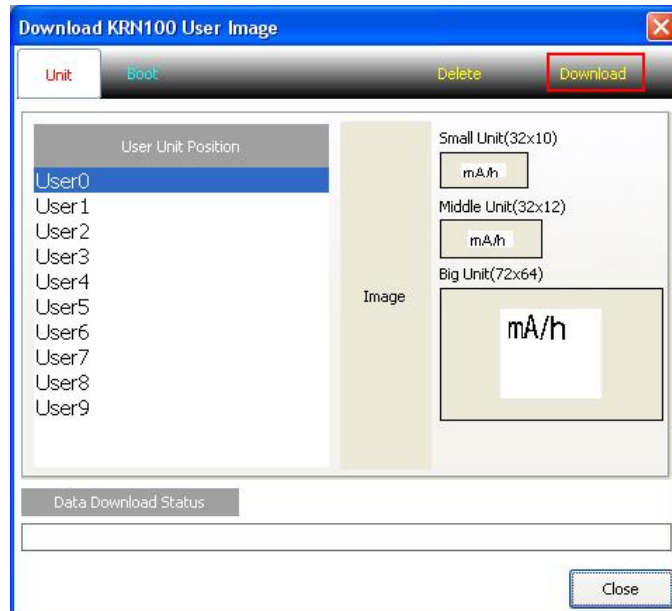 Download KRN100 User Image
Unit Boot Delete Download
User Unit Position
User0
User1
User2
User3
User4
User5
User6
User7
User8
User9
Image
Small Unit(32x10)
mA/h
Middle Unit(32x12)
mA/h
Big Unit(72x64)
mA/h
Data Download Status
Close